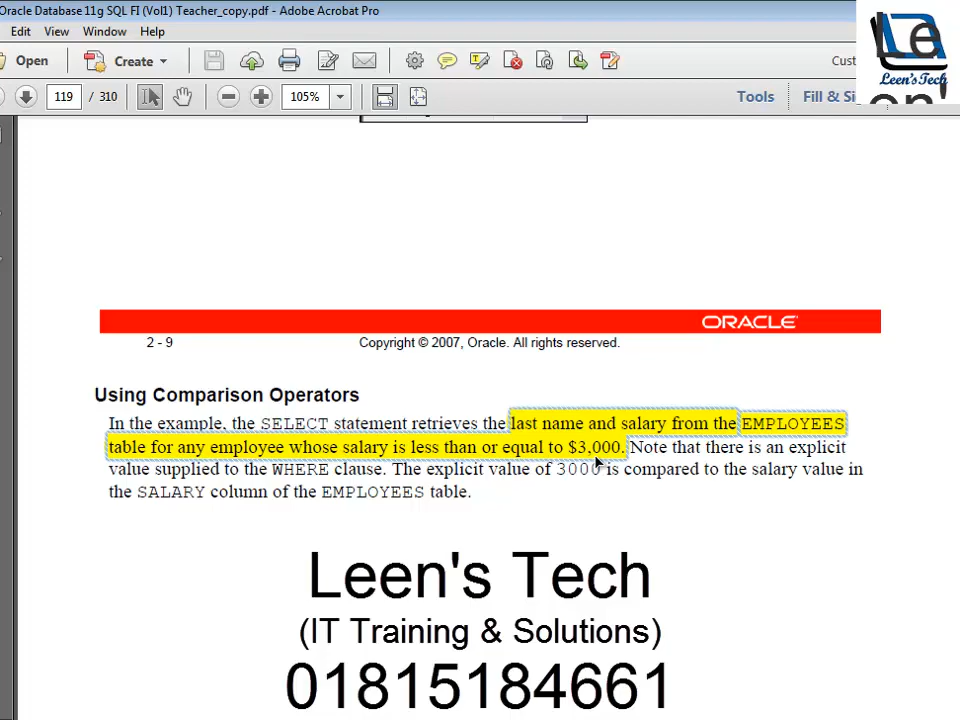 Oracle Database 11g SQL FI (Vol1) Teacher_copy.pdf - Adobe Acrobat Pro
Edit View Window Help
Open Create Cust
119 / 310 105% Tools Fill & Si
Le
Leen'sTech
en'
ORACLE
2 - 9 Copyright © 2007, Oracle. All rights reserved.
Using Comparison Operators
In the example, the SELECT statement retrieves the last name and salary from the EMPLOYEES
table for any employee whose salary is less than or equal to $3,000. Note that there is an explicit
value supplied to the WHERE clause. The explicit value of 3000 is compared to the salary value in
the SALARY column of the EMPLOYEES table.
Leen's Tech
(IT Training & Solutions)
01815184661